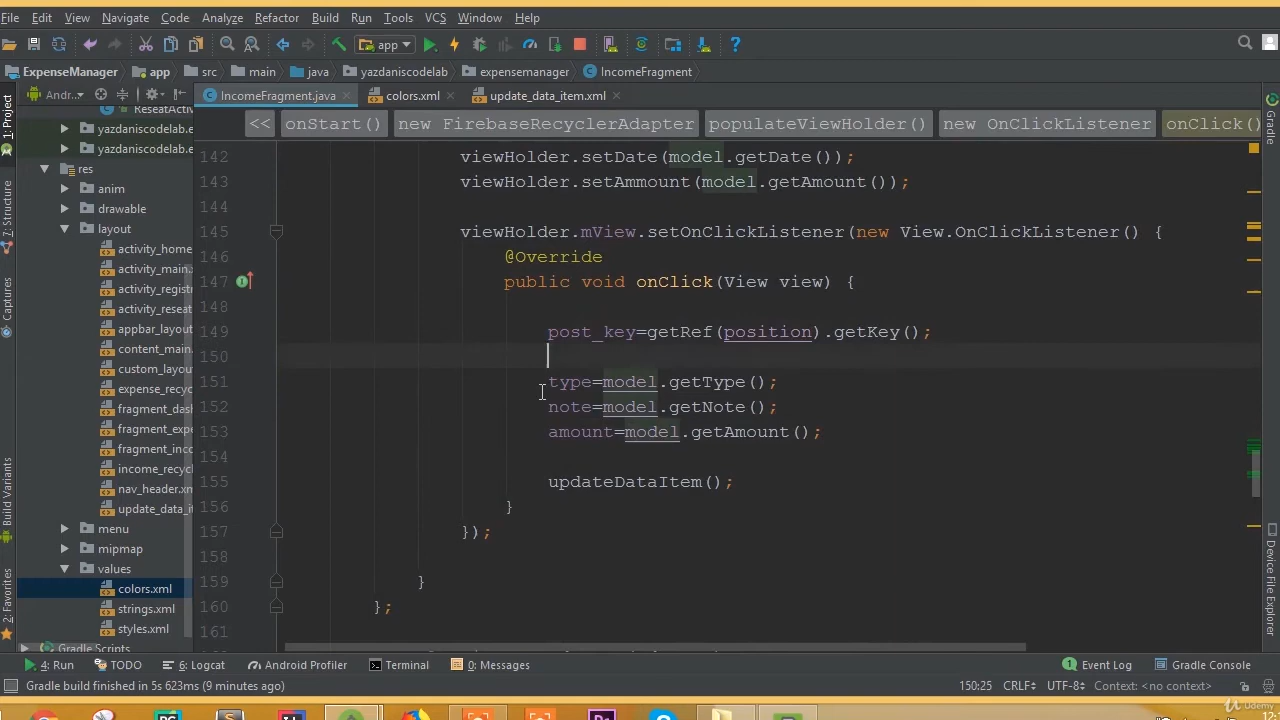 File Edit View Navigate Code Analyze Refactor Build Run Tools VCS Window Help
app
ExpenseManager app src main java yazdaniscodelab expensemanager IncomeFragment
Andr... IncomeFragment.java colors.xml update_data_item.xml
<< onStart() new FirebaseRecyclerAdapter populateViewHolder() new OnClickListener onClick()
1: Project
7: Structure
Captures
Build Variants
2: Favorites
ReseatActiv
yazdaniscodelab.e
yazdaniscodelab.e
res
anim
drawable
layout
activity_home
activity_main.
activity_registr
activity_reseat
appbar_layout
content_main.
custom_layou
expense_recyc
fragment_das
fragment_exp
fragment_inco
income_recyc
nav_header.xn
update_data_it
menu
mipmap
values
colors.xml
strings.xml
styles.xml
Gradle Scripts
142 viewHolder.setDate(model.getDate());
143 viewHolder.setAmmount(model.getAmount());
144
145 viewHolder.mView.setOnClickListener(new View.OnClickListener() {
146 @Override
147 public void onClick(View view) {
148
149 post_key=getRef(position).getKey();
150
151 type=model.getType();
152 note=model.getNote();
153 amount=model.getAmount();
154
155 updateDataItem();
156 }
157 });
158
159 }
160 };
161
Gradle
Device File Explorer
4: Run TODO 6: Logcat Android Profiler Terminal 0: Messages 1 Event Log Gradle Console
Gradle build finished in 5s 623ms (9 minutes ago) 150:25 CRLF÷ UTF-8÷ Context: <no context>
Udemy